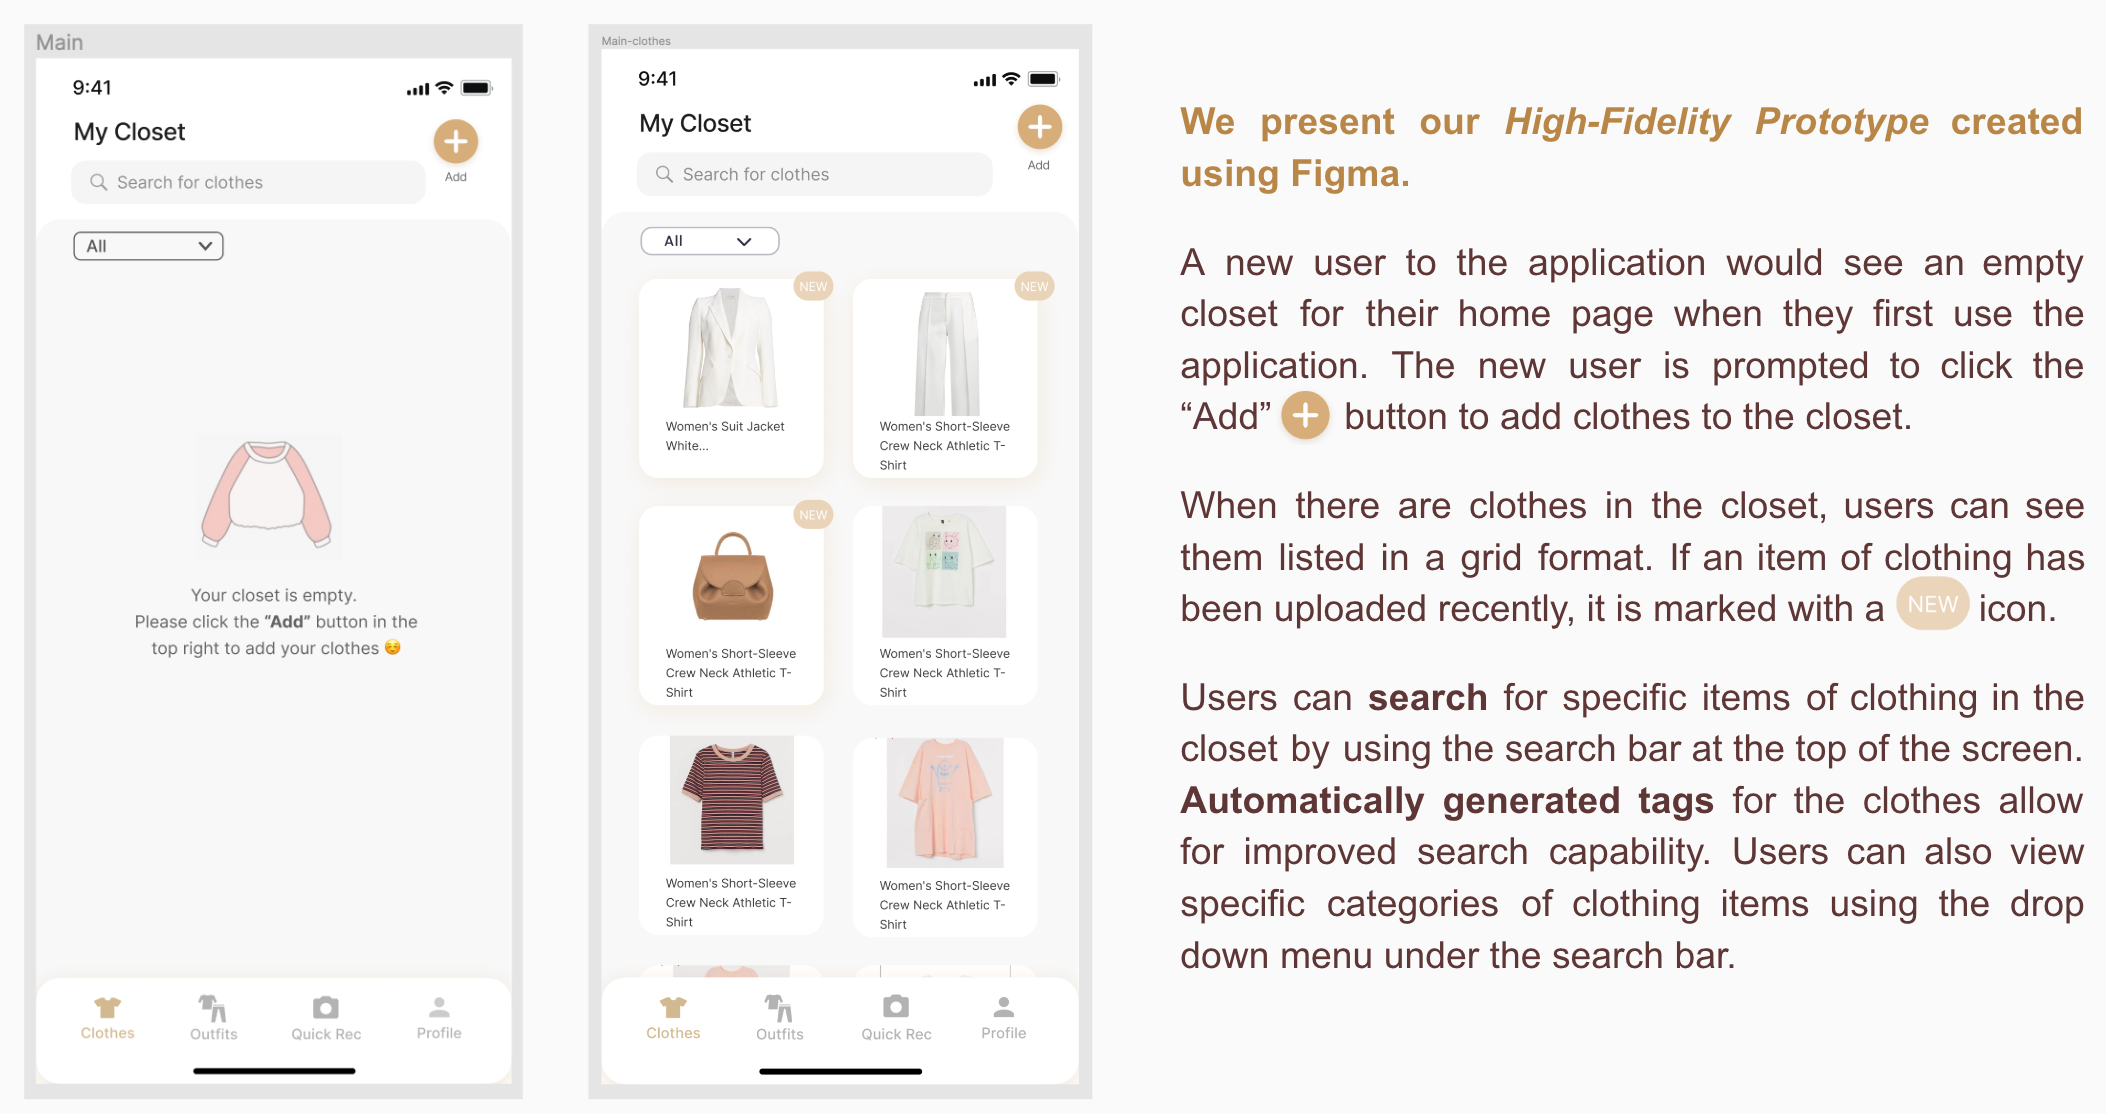 Main
9:41
My Closet
Search for clothes
Add
All
Your closet is empty.
Please click the “Add” button in the
top right to add your clothes
Clothes
Outfits
Quick Rec
Profile
Main-clothes
9:41
My Closet
Search for clothes
Add
All
NEW
Women's Suit Jacket
White...
NEW
Women's Short-Sleeve
Crew Neck Athletic T-
Shirt
NEW
Women's Short-Sleeve
Crew Neck Athletic T-
Shirt
Women's Short-Sleeve
Crew Neck Athletic T-
Shirt
Women's Short-Sleeve
Crew Neck Athletic T-
Shirt
Women's Short-Sleeve
Crew Neck Athletic T-
Shirt
Clothes
Outfits
Quick Rec
Profile
We present our High-Fidelity Prototype created
using Figma.
A new user to the application would see an empty
closet for their home page when they first use the
application. The new user is prompted to click the
“Add” button to add clothes to the closet.
When there are clothes in the closet, users can see
them listed in a grid format. If an item of clothing has
been uploaded recently, it is marked with a NEW icon.
Users can search for specific items of clothing in the
closet by using the search bar at the top of the screen.
Automatically generated tags for the clothes allow
for improved search capability. Users can also view
specific categories of clothing items using the drop
down menu under the search bar.